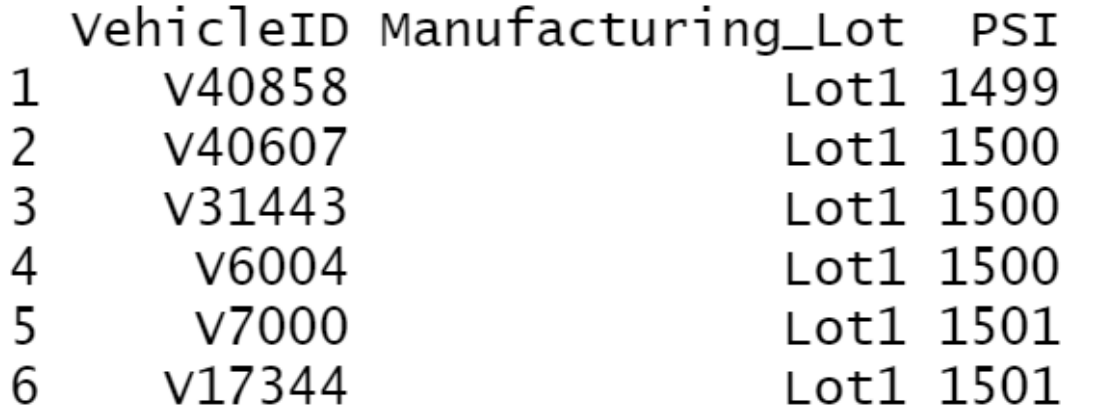 VehicleID Manufacturing_Lot PSI
1 V40858 Lot1 1499
2 V40607 Lot1 1500
3 V31443 Lot1 1500
4 V6004 Lot1 1500
5 V7000 Lot1 1501
6 V17344 Lot1 1501